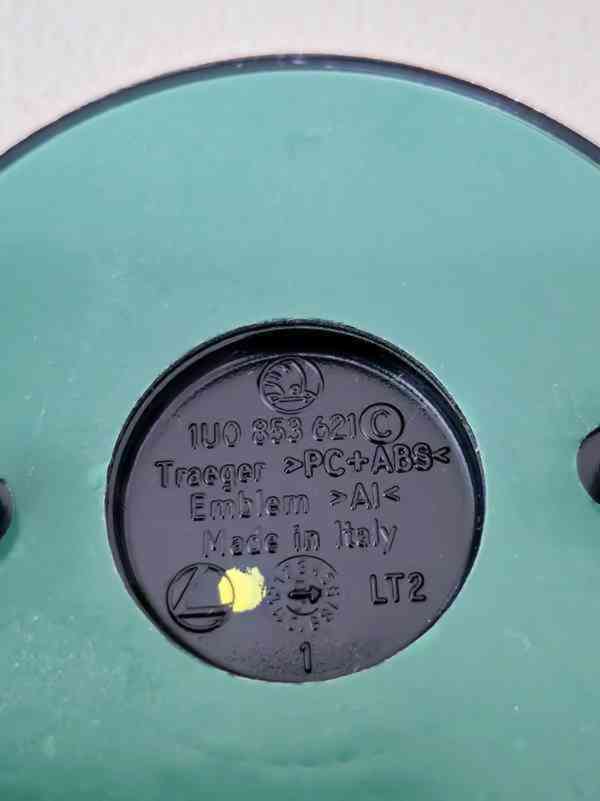 1U0 853 621 C
Traeger >PC+ABS<
Emblem >Al<
Made in Italy
LT2
1